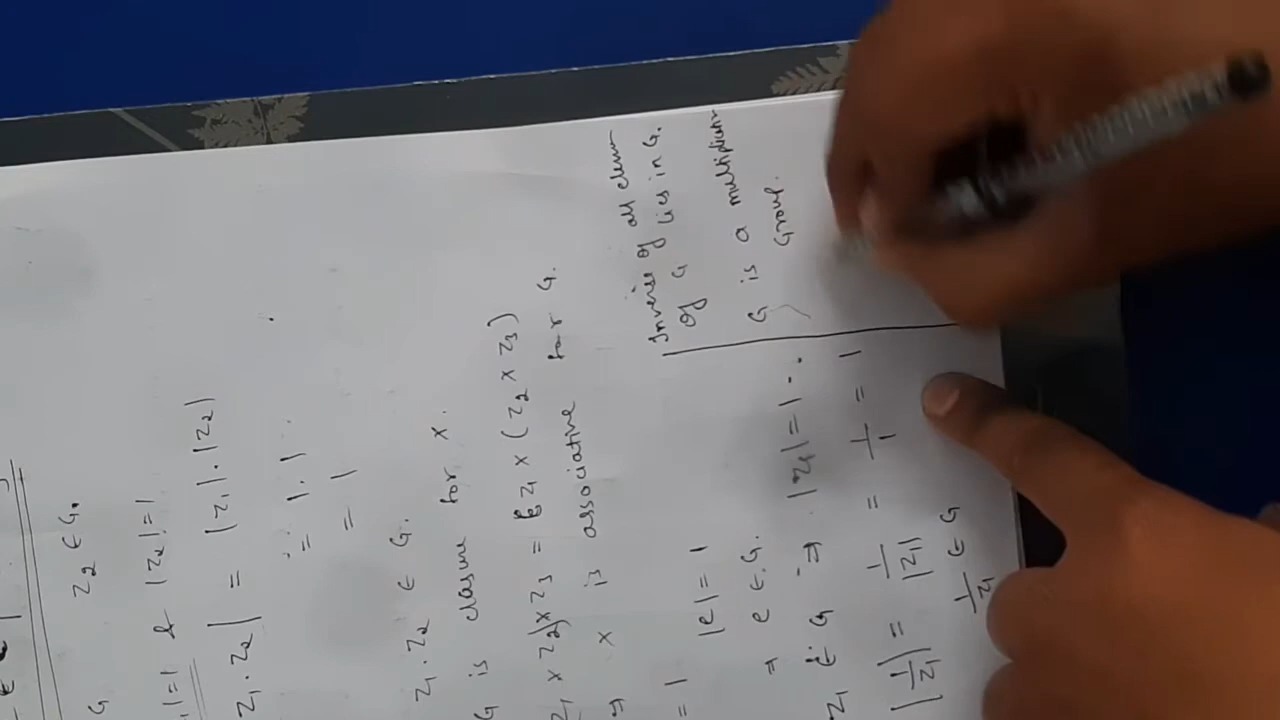 z₂ ∈ G.
G
|=1 & |z₂|=1
z₁.z₂| = |z₁|.|z₂|
= 1.1
= 1
z₁.z₂ ∈ G.
G is closure for x.
z₁ x z₂) x z₃ = z₁ x (z₂ x z₃)
x is associative for G.
= 1 |e| = 1
⇒ e ∈ G.
z₁ ∈ G ⇒ |z₁| = 1.
|1/z₁| = 1/|z₁| = 1/1 = 1
1/z₁ ∈ G
Inverse of all elem
of G lies in G.
G is a multiplicativ
Group.